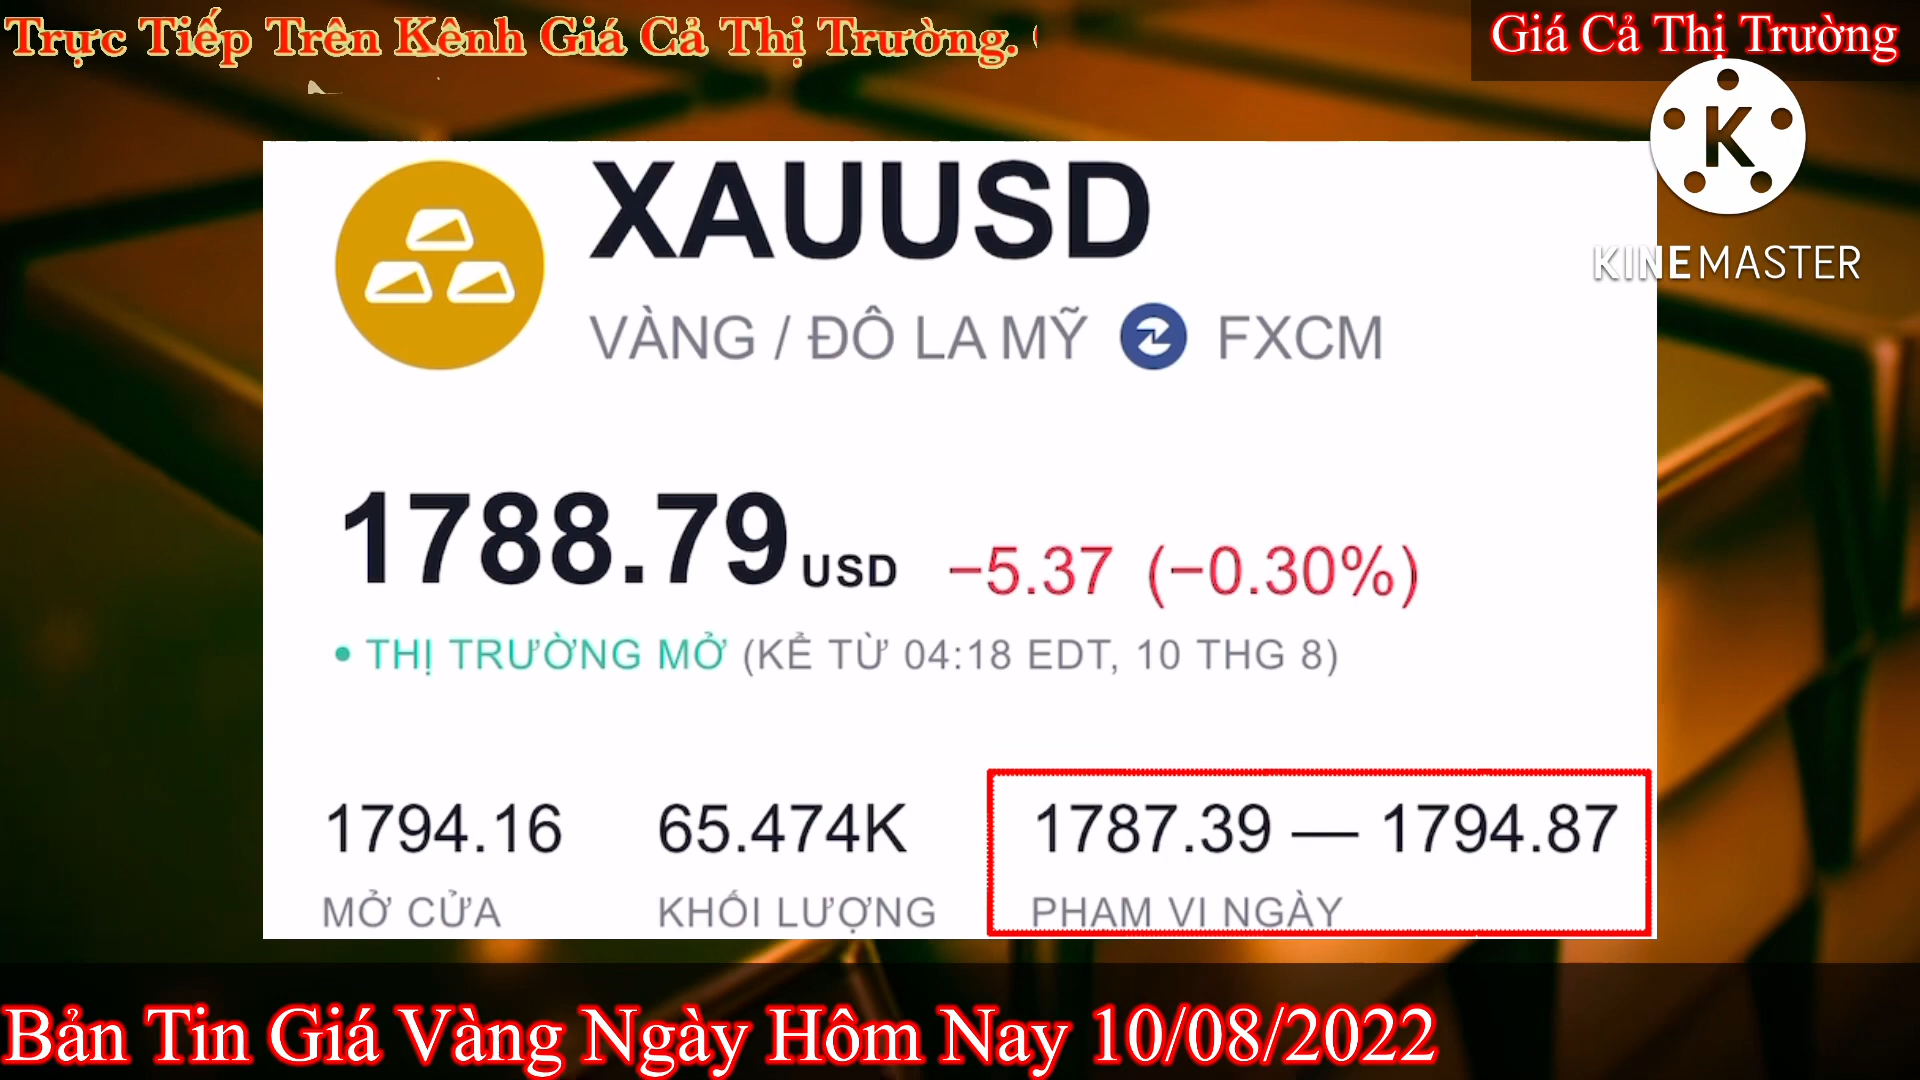 Trực Tiếp Trên Kênh Giá Cả Thị Trường.
Giá Cả Thị Trường
K
KINEMASTER
XAUUSD
VÀNG / ĐÔ LA MỸ FXCM
1788.79 USD −5.37 (−0.30%)
• THỊ TRƯỜNG MỞ (KỂ TỪ 04:18 EDT, 10 THG 8)
1794.16 65.474K 1787.39 — 1794.87
MỞ CỬA KHỐI LƯỢNG PHẠM VI NGÀY
Bản Tin Giá Vàng Ngày Hôm Nay 10/08/2022